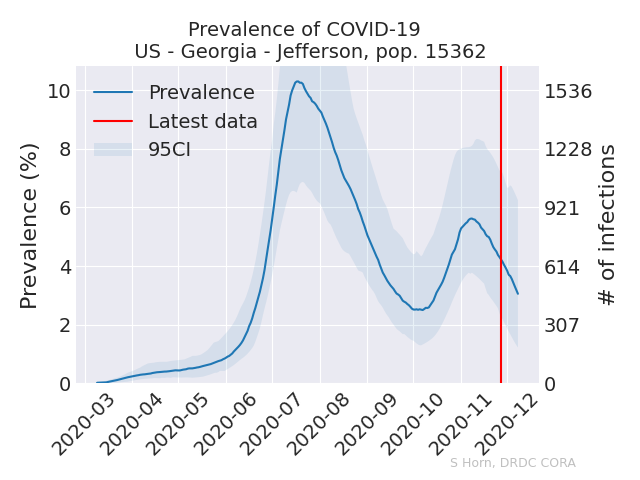 Prevalence of COVID-19
US - Georgia - Jefferson, pop. 15362
Prevalence
Latest data
95CI
Prevalence (%)
10
8
6
4
2
0
1536
1228
921
614
307
0
# of infections
2020-03
2020-04
2020-05
2020-06
2020-07
2020-08
2020-09
2020-10
2020-11
2020-12
S Horn, DRDC CORA